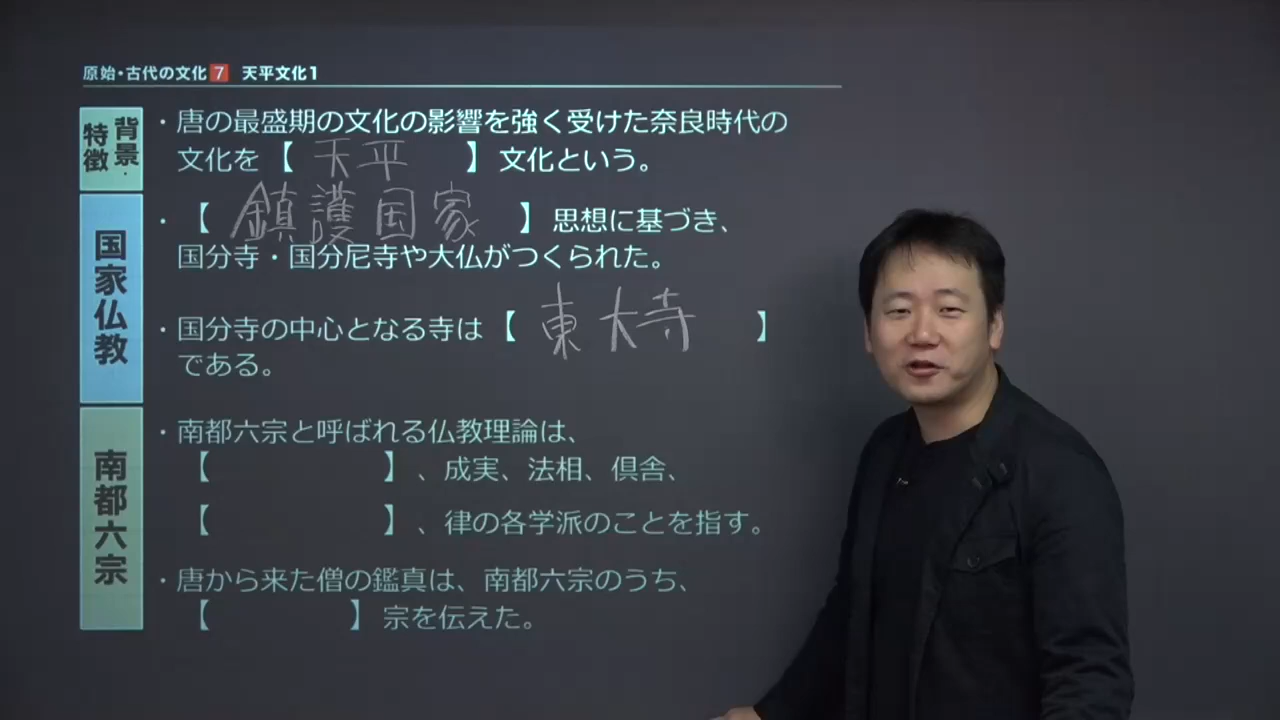 原始・古代の文化 7 天平文化1
背景・特徴
・唐の最盛期の文化の影響を強く受けた奈良時代の
文化を【 天平 】文化という。
国家仏教
・【 鎮護国家 】思想に基づき、
国分寺・国分尼寺や大仏がつくられた。
・国分寺の中心となる寺は【 東大寺 】
である。
南都六宗
・南都六宗と呼ばれる仏教理論は、
【 】、成実、法相、倶舎、
【 】、律の各学派のことを指す。
・唐から来た僧の鑑真は、南都六宗のうち、
【 】宗を伝えた。